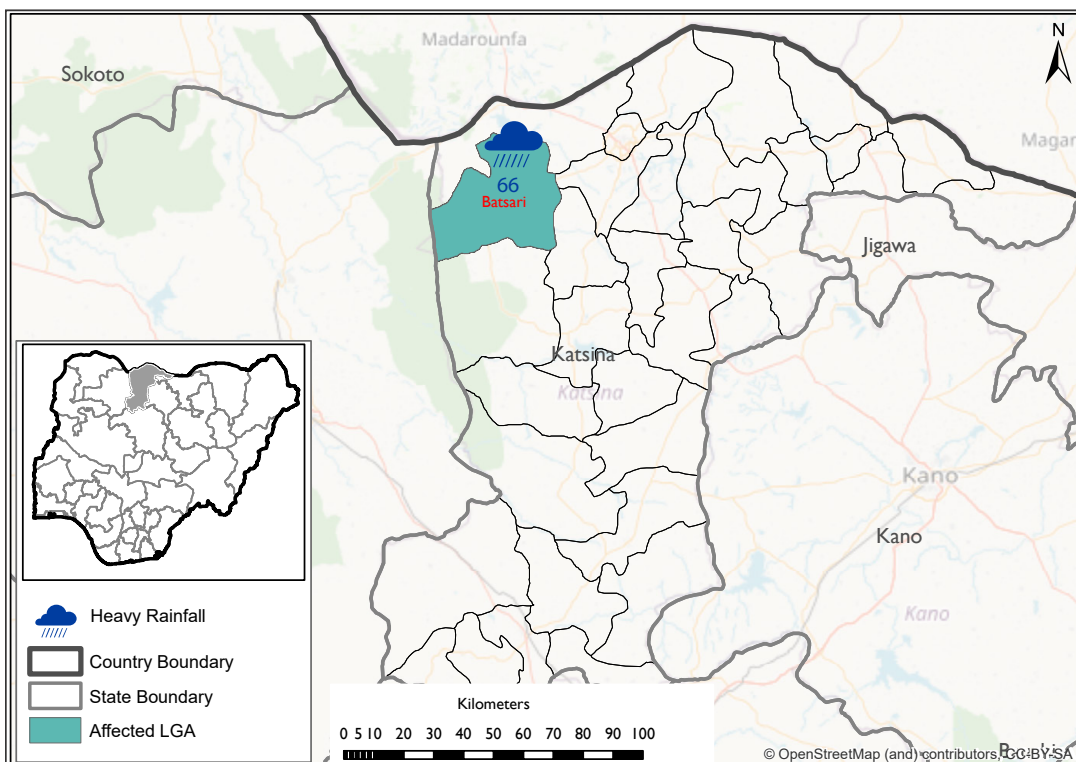 Madarounfa
N
Sokoto
Magar
66
Batsari
Jigawa
Katsina
Katsina
Kano
Kano
Kano
Heavy Rainfall
Country Boundary
State Boundary
Affected LGA
Kilometers
0 5 10 20 30 40 50 60 70 80 90 100
© OpenStreetMap (and) contributors, CC-BY-SA